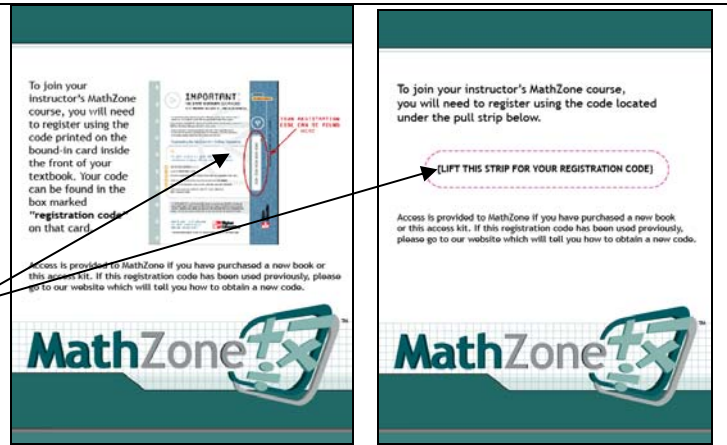 To join your
instructor's MathZone
course, you will need
to register using the
code printed on the
bound-in card inside
the front of your
textbook. Your code
can be found in the
box marked
"registration code"
on that card.
IMPORTANT:
YOUR REGISTRATION
CODE CAN BE FOUND
HERE
Access is provided to MathZone if you have purchased a new book or
this access kit. If this registration code has been used previously, please
go to our website which will tell you how to obtain a new code.
MathZone
TM
To join your instructor's MathZone course,
you will need to register using the code located
under the pull strip below.
[LIFT THIS STRIP FOR YOUR REGISTRATION CODE]
Access is provided to MathZone if you have purchased a new book
or this access kit. If this registration code has been used previously,
please go to our website which will tell you how to obtain a new code.
MathZone
TM